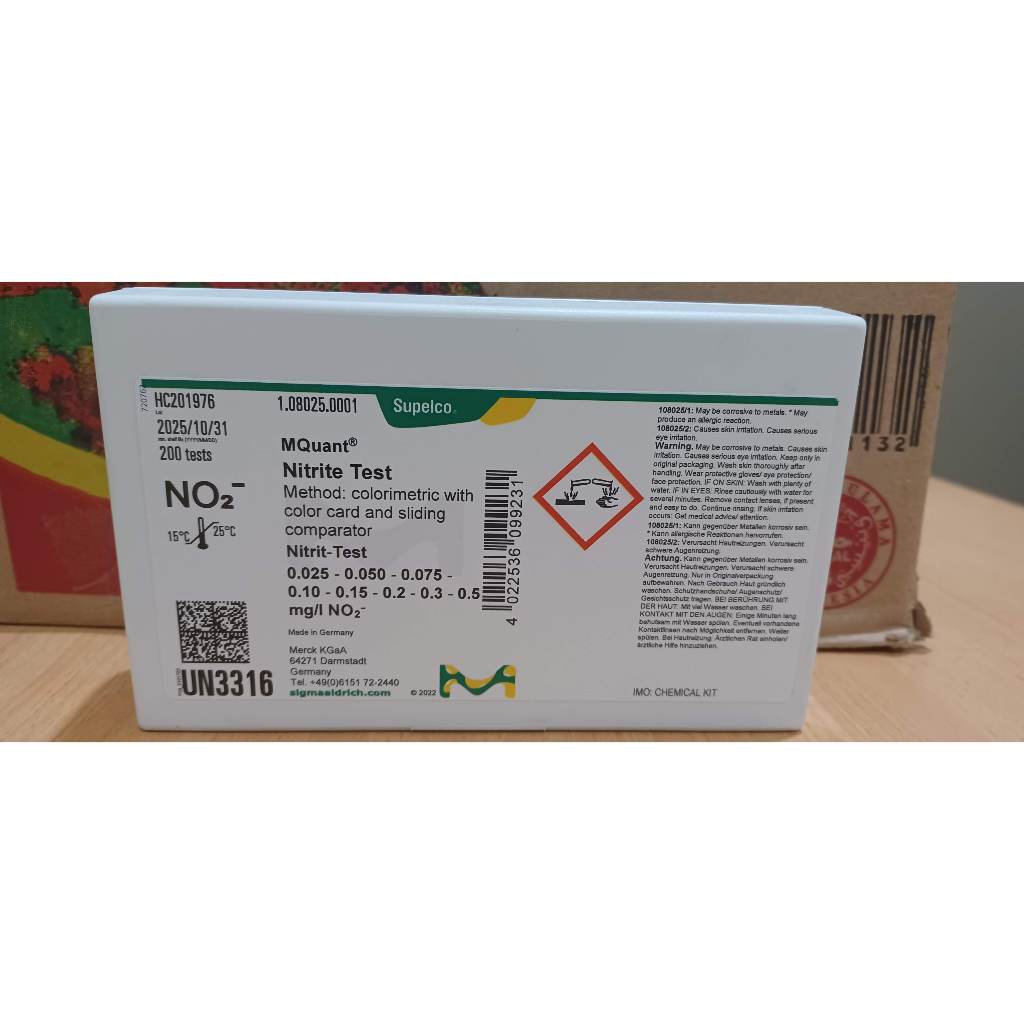 720767
HC201976
Lot
2025/10/31
min. shelf life (YYYY/MM/DD)
200 tests
NO₂⁻
15°C 25°C
UN3316
1.08025.0001
Supelco®
MQuant®
Nitrite Test
Method: colorimetric with
color card and sliding
comparator
Nitrit-Test
0.025 - 0.050 - 0.075 -
0.10 - 0.15 - 0.2 - 0.3 - 0.5
mg/l NO₂⁻
Made in Germany
Merck KGaA
64271 Darmstadt
Germany
Tel. +49(0)6151 72-2440
sigmaaldrich.com
© 2022
4 022536 099231
108025/1: May be corrosive to metals. * May
produce an allergic reaction.
108025/2: Causes skin irritation. Causes serious
eye irritation.
Warning. May be corrosive to metals. Causes skin
irritation. Causes serious eye irritation. Keep only in
original packaging. Wash skin thoroughly after
handling. Wear protective gloves/ eye protection/
face protection. IF ON SKIN: Wash with plenty of
water. IF IN EYES: Rinse cautiously with water for
several minutes. Remove contact lenses, if present
and easy to do. Continue rinsing. If skin irritation
occurs: Get medical advice/ attention.
108025/1: Kann gegenüber Metallen korrosiv sein.
* Kann allergische Reaktionen hervorrufen.
108025/2: Verursacht Hautreizungen. Verursacht
schwere Augenreizung.
Achtung. Kann gegenüber Metallen korrosiv sein.
Verursacht Hautreizungen. Verursacht schwere
Augenreizung. Nur in Originalverpackung
aufbewahren. Nach Gebrauch Haut gründlich
waschen. Schutzhandschuhe/ Augenschutz/
Gesichtsschutz tragen. BEI BERÜHRUNG MIT
DER HAUT: Mit viel Wasser waschen. BEI
KONTAKT MIT DEN AUGEN: Einige Minuten lang
behutsam mit Wasser spülen. Eventuell vorhandene
Kontaktlinsen nach Möglichkeit entfernen. Weiter
spülen. Bei Hautreizung: Ärztlichen Rat einholen/
ärztliche Hilfe hinzuziehen.
IMO: CHEMICAL KIT
1132